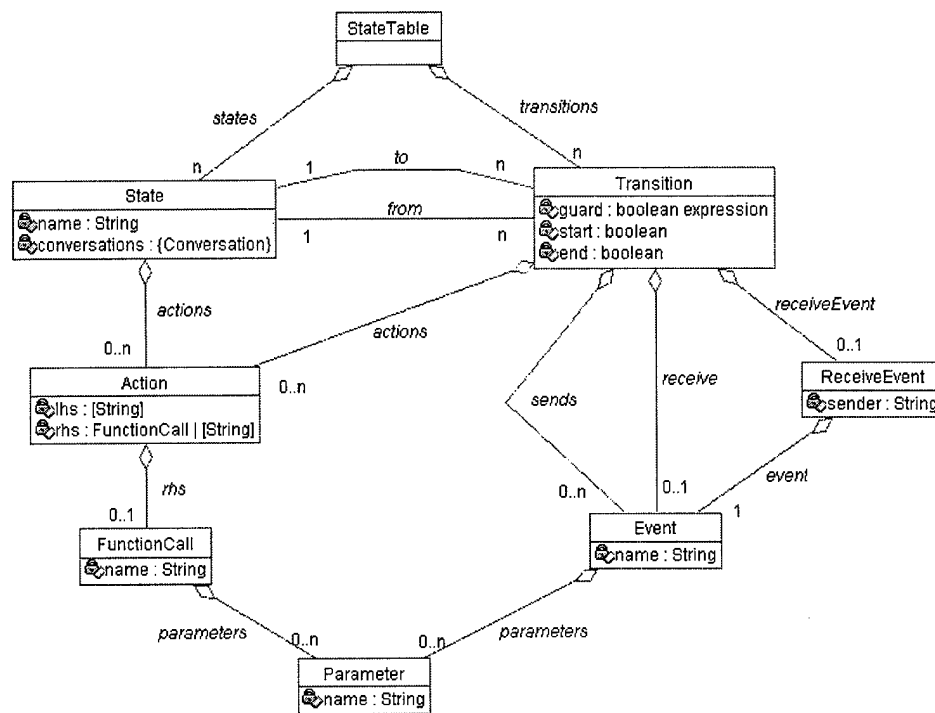 StateTable
states
transitions
n
n
1
to
n
State
name : String
conversations : {Conversation}
from
1
n
Transition
guard : boolean expression
start : boolean
end : boolean
actions
0..n
actions
0..n
receiveEvent
0..1
Action
lhs : [String]
rhs : FunctionCall | [String]
sends
0..n
receive
0..1
ReceiveEvent
sender : String
event
1
rhs
0..1
FunctionCall
name : String
Event
name : String
parameters
0..n
0..n
parameters
Parameter
name : String